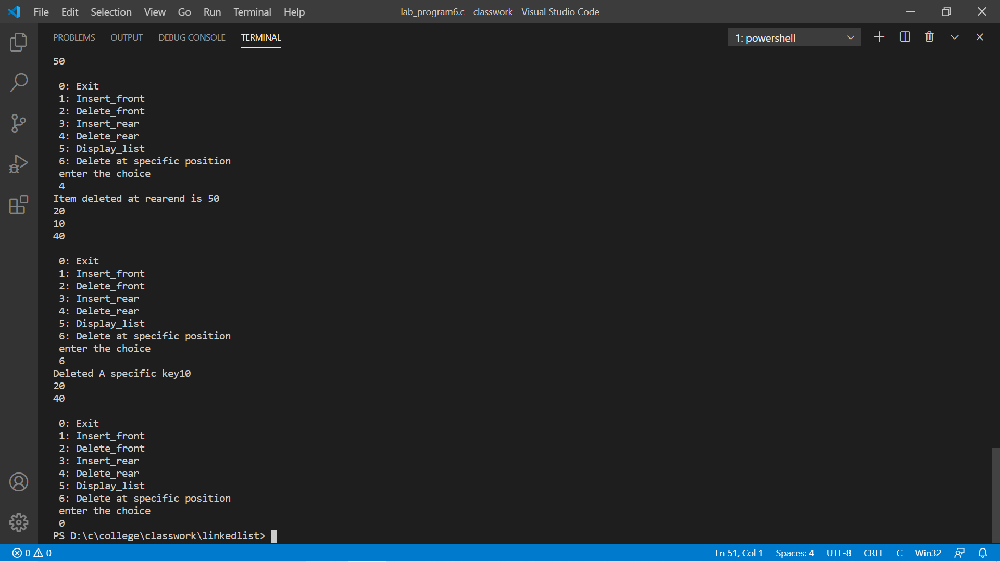 File Edit Selection View Go Run Terminal Help lab_program6.c - classwork - Visual Studio Code
PROBLEMS OUTPUT DEBUG CONSOLE TERMINAL 1: powershell
50
0: Exit
1: Insert_front
2: Delete_front
3: Insert_rear
4: Delete_rear
5: Display_list
6: Delete at specific position
enter the choice
4
Item deleted at rearend is 50
20
10
40
0: Exit
1: Insert_front
2: Delete_front
3: Insert_rear
4: Delete_rear
5: Display_list
6: Delete at specific position
enter the choice
6
Deleted A specific key10
20
40
0: Exit
1: Insert_front
2: Delete_front
3: Insert_rear
4: Delete_rear
5: Display_list
6: Delete at specific position
enter the choice
0
PS D:\c\college\classwork\linkedlist>
0 0 Ln 51, Col 1 Spaces: 4 UTF-8 CRLF C Win32